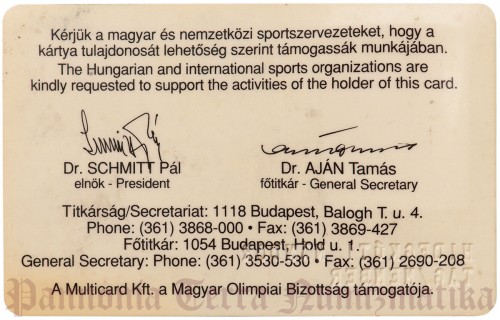 Kérjük a magyar és nemzetközi sportszervezeteket, hogy a
kártya tulajdonosát lehetőség szerint támogassák munkájában.
The Hungarian and international sports organizations are
kindly requested to support the activities of the holder of this card.
Dr. SCHMITT Pál
elnök - President
Dr. AJÁN Tamás
főtitkár - General Secretary
Titkárság/Secretariat: 1118 Budapest, Balogh T. u. 4.
Phone: (361) 3868-000 • Fax: (361) 3869-427
Főtitkár: 1054 Budapest, Hold u. 1.
General Secretary: Phone: (361) 3530-530 • Fax: (361) 2690-208
A Multicard Kft. a Magyar Olimpiai Bizottság támogatója.
Pannonia Terra Numizmatika